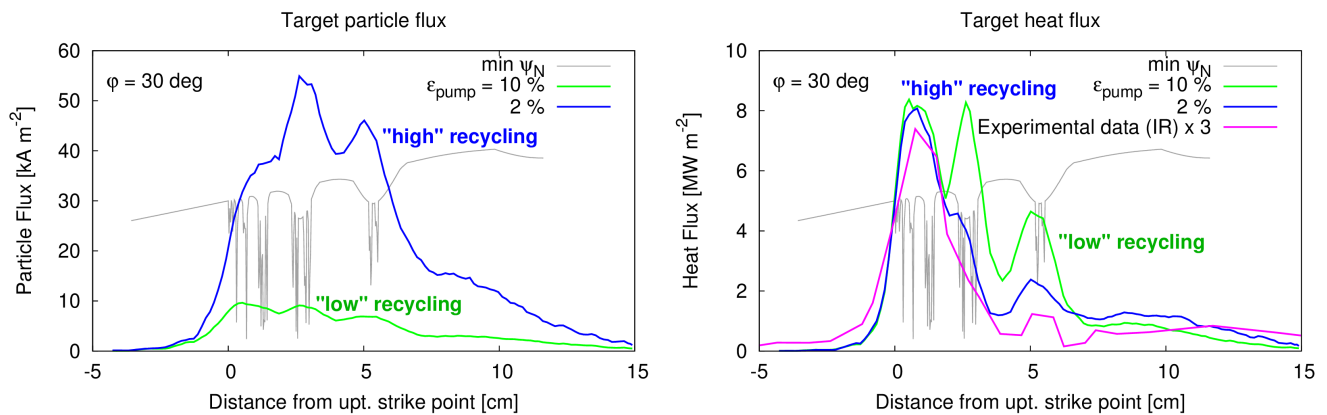 Target particle flux
φ = 30 deg
min ψN
εpump = 10 %
2 %
"high" recycling
"low" recycling
Particle Flux [kA m-2]
60
50
40
30
20
10
0
-5
0
5
10
15
Distance from upt. strike point [cm]
Target heat flux
φ = 30 deg
min ψN
εpump = 10 %
"high" recycling
2 %
Experimental data (IR) x 3
"low" recycling
Heat Flux [MW m-2]
10
8
6
4
2
0
-5
0
5
10
15
Distance from upt. strike point [cm]